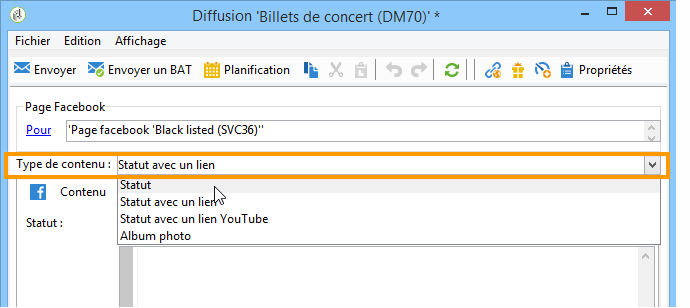 Diffusion 'Billets de concert (DM70)' *
Fichier Edition Affichage
Envoyer Envoyer un BAT Planification Propriétés
Page Facebook
Pour 'Page facebook 'Black listed (SVC36)''
Type de contenu : Statut avec un lien
Statut
Contenu Statut avec un lien
Statut avec un lien YouTube
Statut :
Album photo